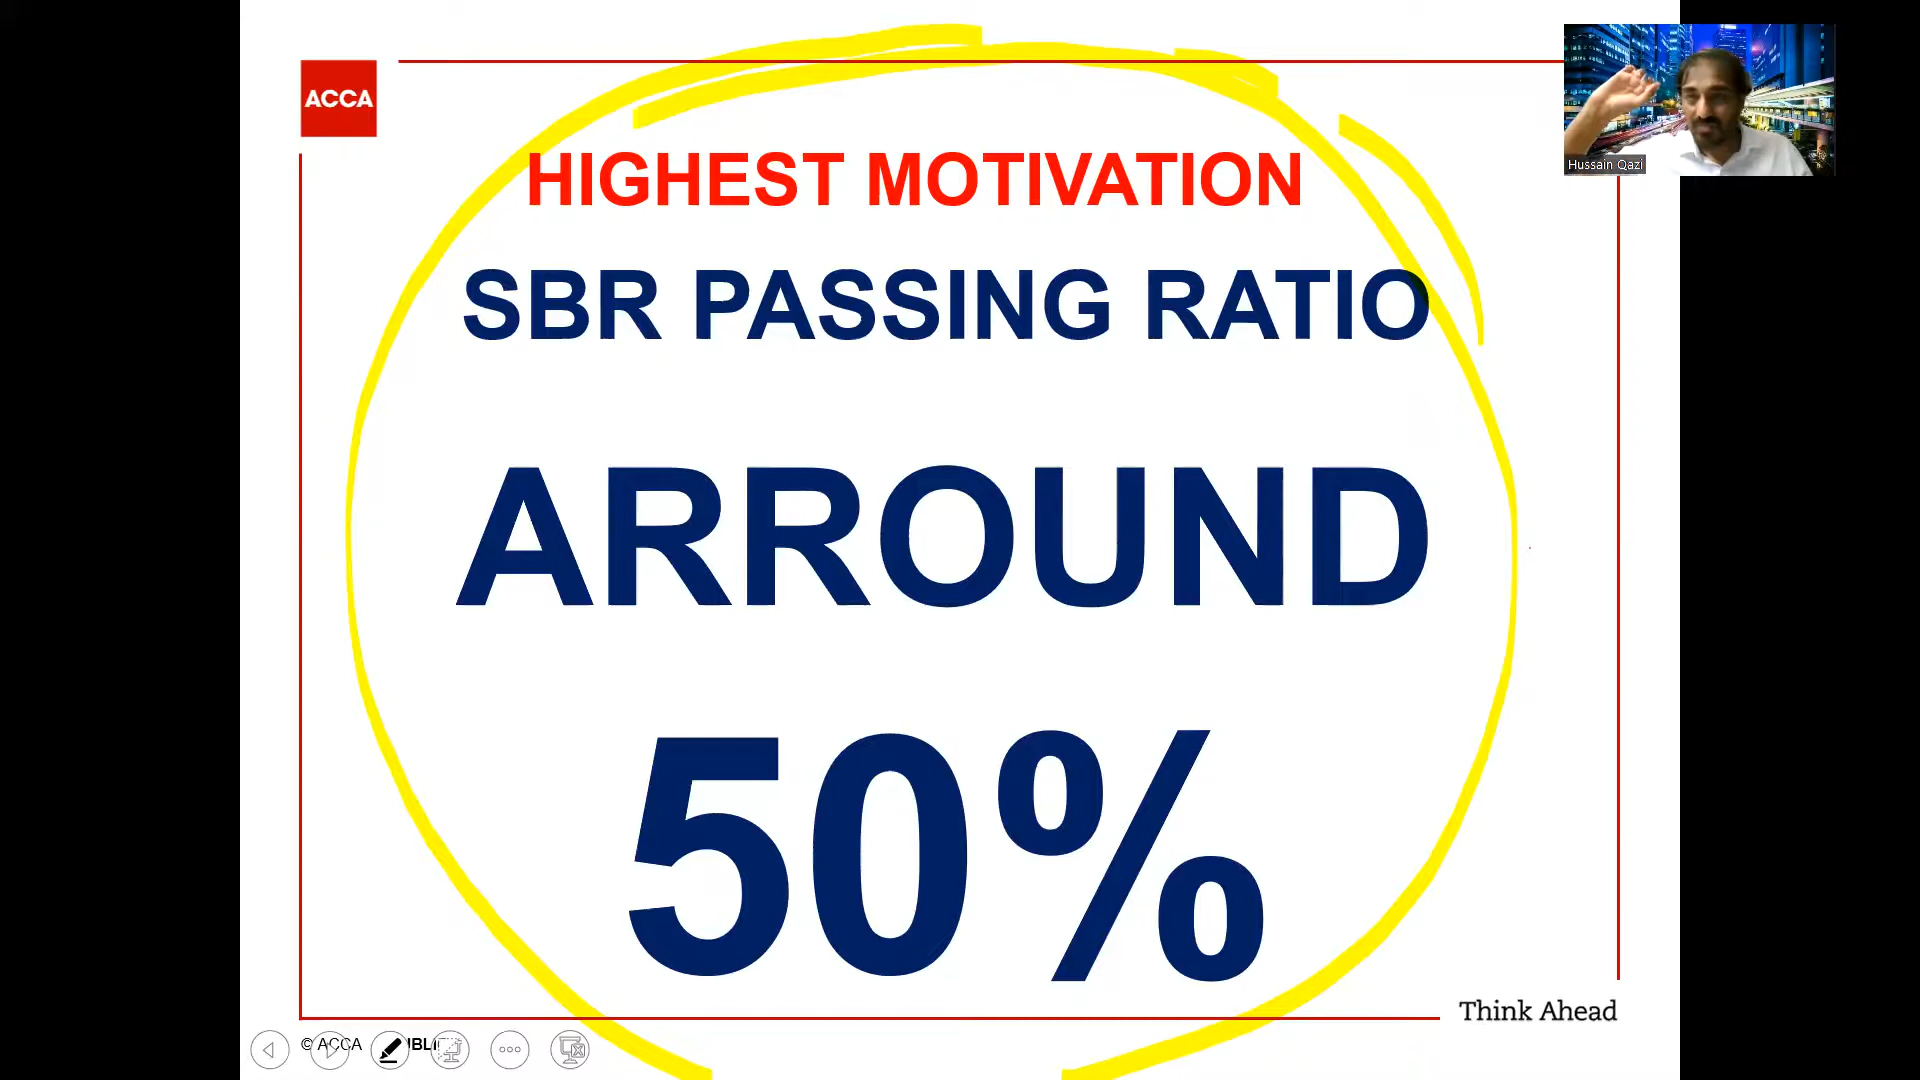 ACCA
Hussain Qazi
HIGHEST MOTIVATION
SBR PASSING RATIO
ARROUND
50%
Think Ahead
© ACCA